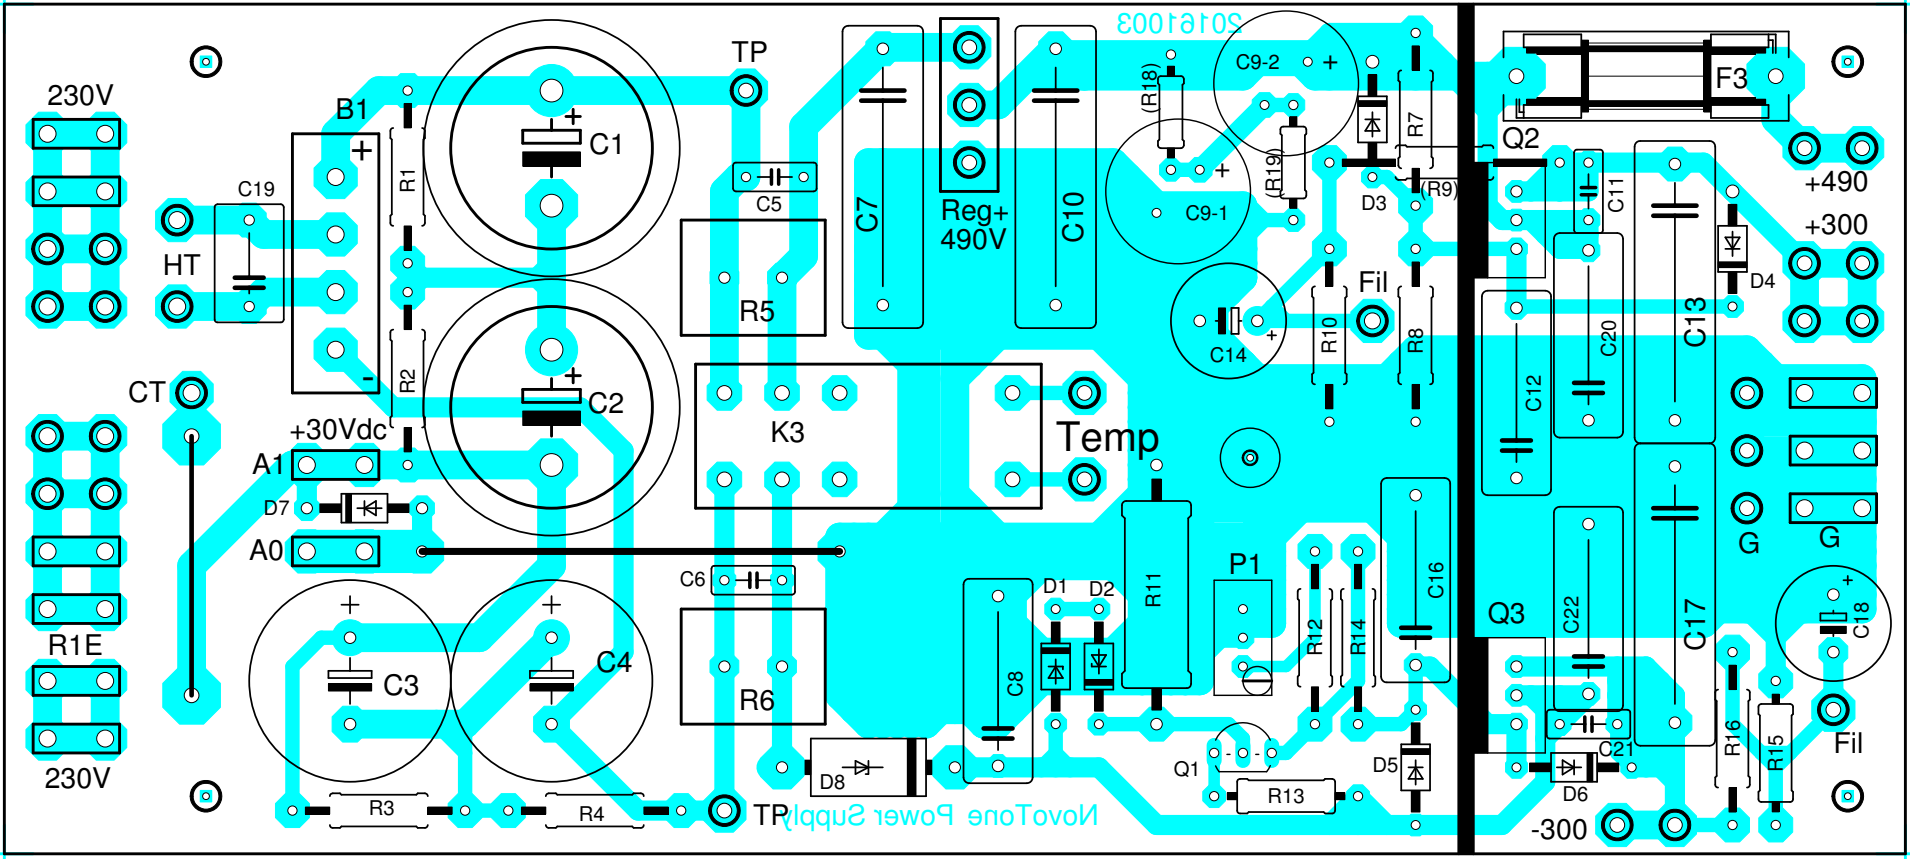 20161003
TP
230V
B1
+
+
C1
R1
C19
C5
HT
R5
C7
Reg+
490V
C10
(R18)
C9-2
+
+
C9-1
(R19)
D3
R7
(R9)
Q2
F3
+490
+300
C11
D4
C13
C20
C12
Fil
R10
R8
C14
+
-
R2
+
C2
CT
+30Vdc
A1
D7
A0
K3
Temp
G
G
C6
R6
C3
+
C4
+
R1E
230V
R3
R4
TP
D8
C8
D1
D2
R11
P1
R12
R14
C16
Q1
R13
D5
Q3
C22
C17
C21
D6
-300
R16
R15
C18
+
Fil
NovoTone Power Supply